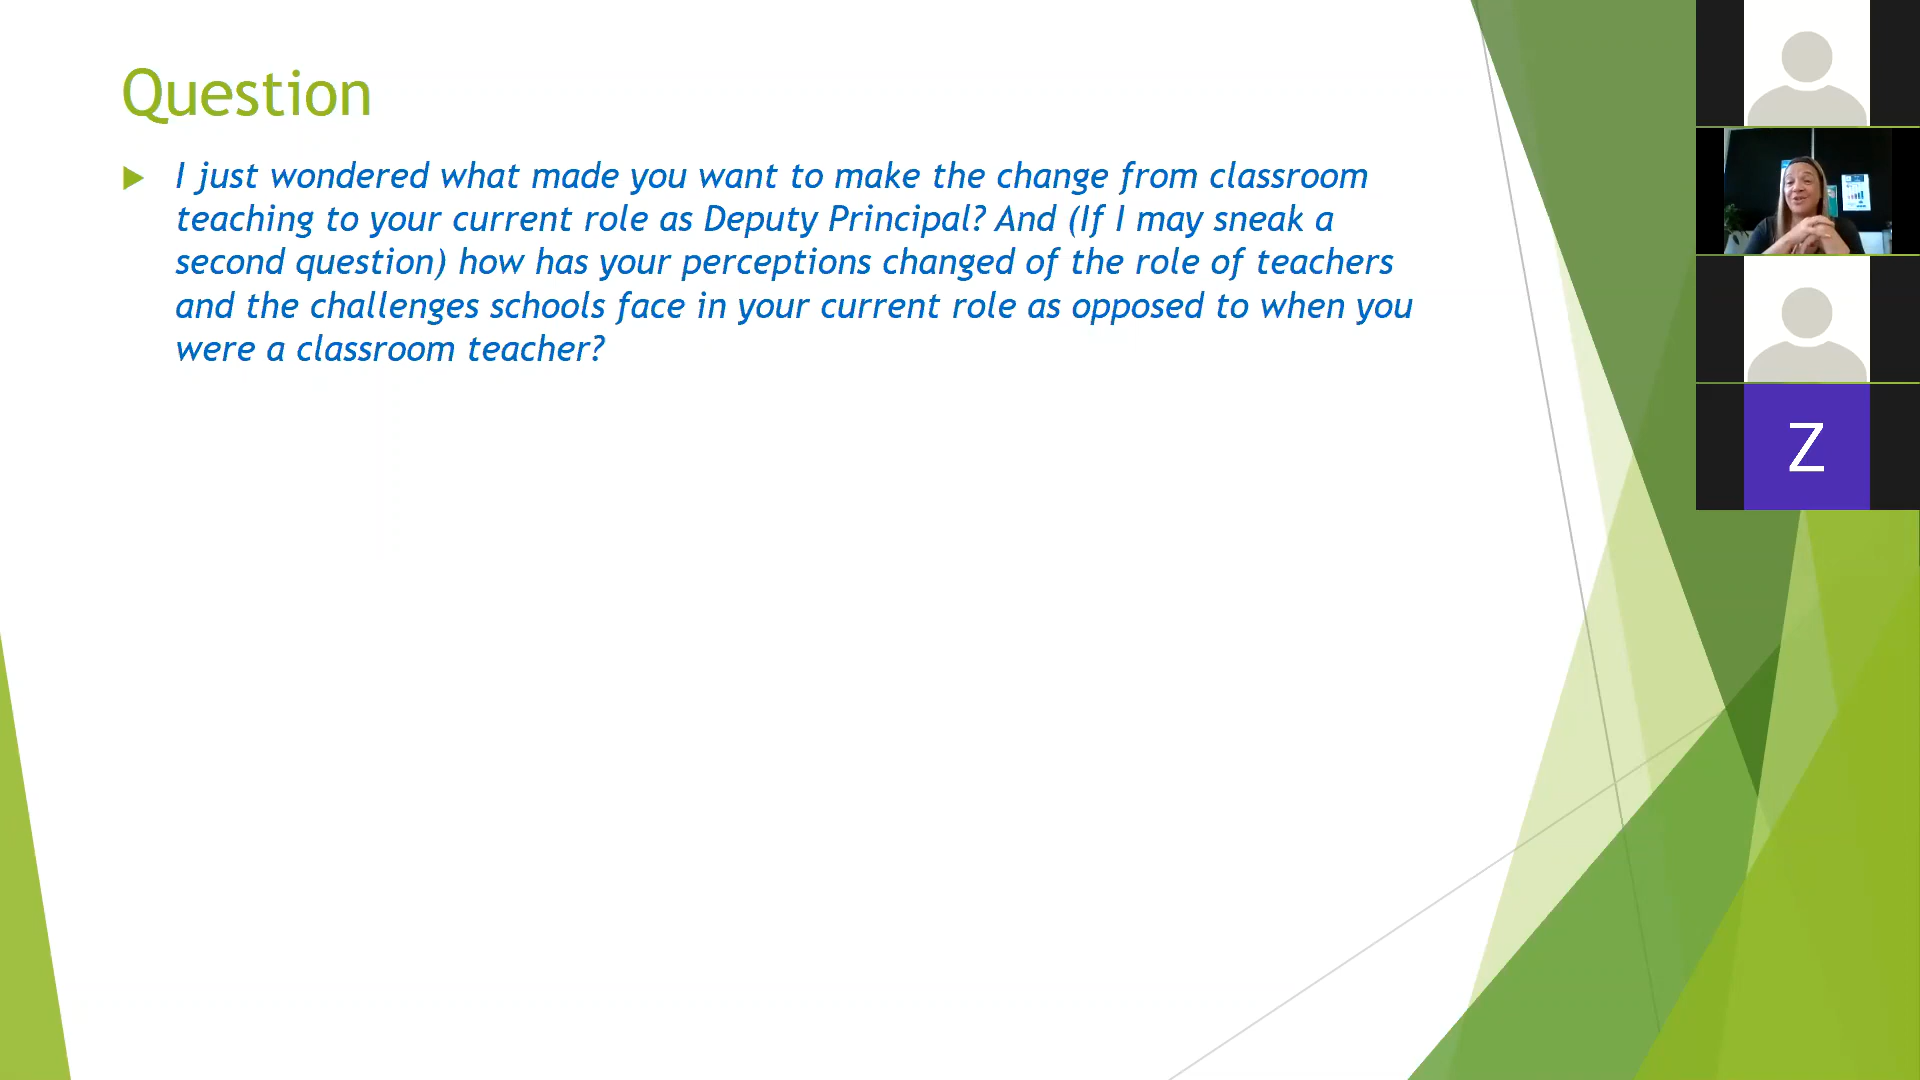 Question
I just wondered what made you want to make the change from classroom
teaching to your current role as Deputy Principal? And (If I may sneak a
second question) how has your perceptions changed of the role of teachers
and the challenges schools face in your current role as opposed to when you
were a classroom teacher?
Z